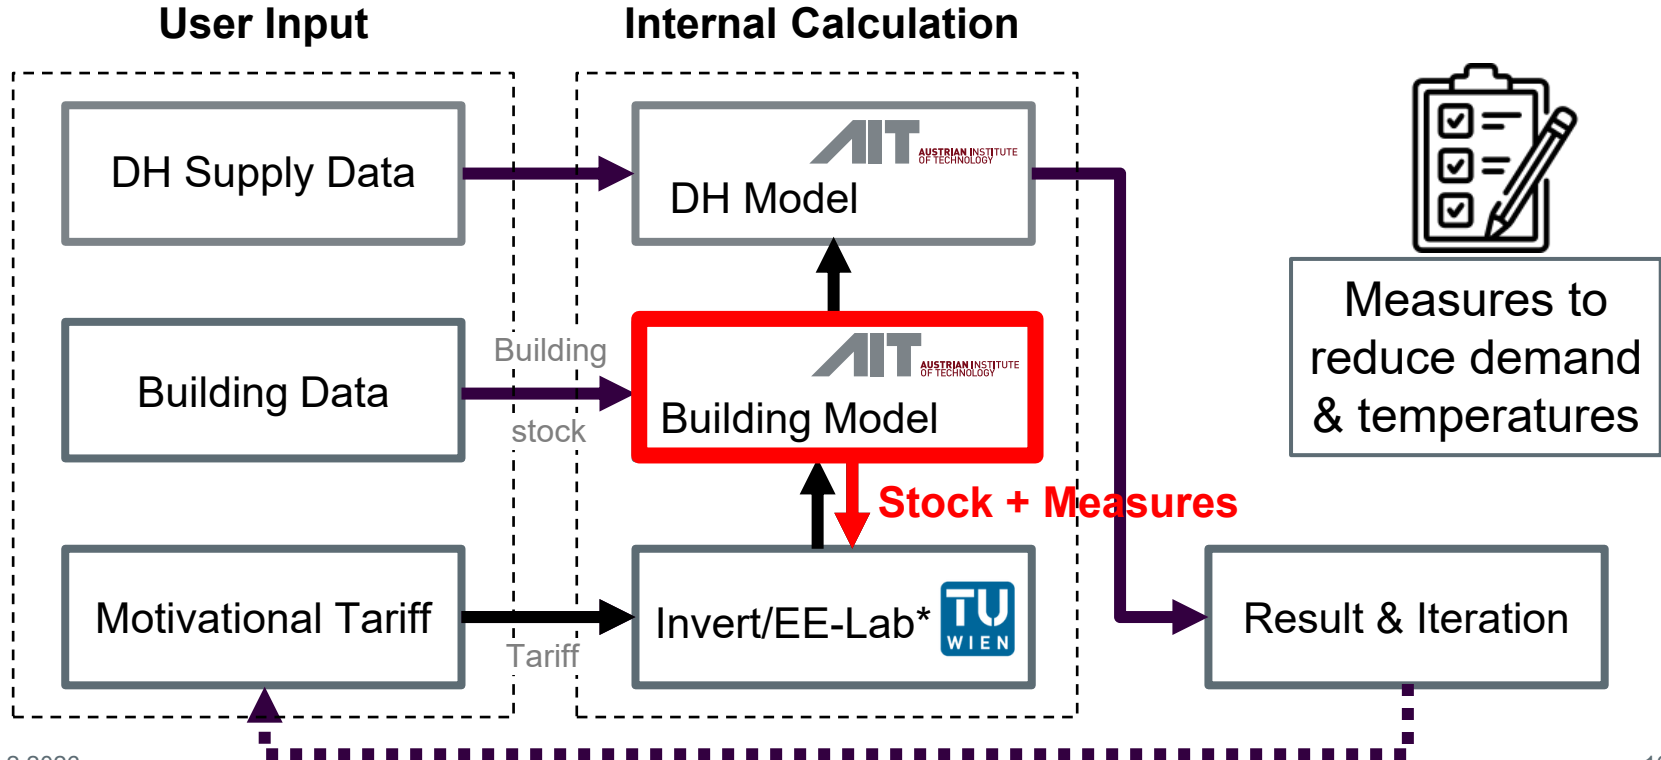 User Input
Internal Calculation
DH Supply Data
AIT
AUSTRIAN INSTITUTE
OF TECHNOLOGY
DH Model
Measures to
reduce demand
& temperatures
Building Data
Building
stock
AIT
AUSTRIAN INSTITUTE
OF TECHNOLOGY
Building Model
Stock + Measures
Motivational Tariff
Tariff
Invert/EE-Lab*
TU
WIEN
Result & Iteration